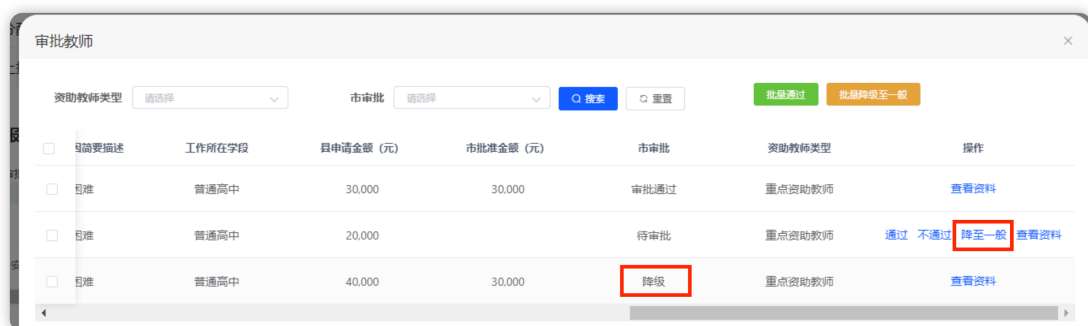 审批教师
资助教师类型 请选择 市审批 请选择 搜索 重置 批量通过 批量降级至一般
因简要描述 工作所在学段 县申请金额（元） 市批准金额（元） 市审批 资助教师类型 操作
困难 普通高中 30,000 30,000 审批通过 重点资助教师 查看资料
困难 普通高中 20,000 待审批 重点资助教师 通过 不通过 降至一般 查看资料
困难 普通高中 40,000 30,000 降级 重点资助教师 查看资料